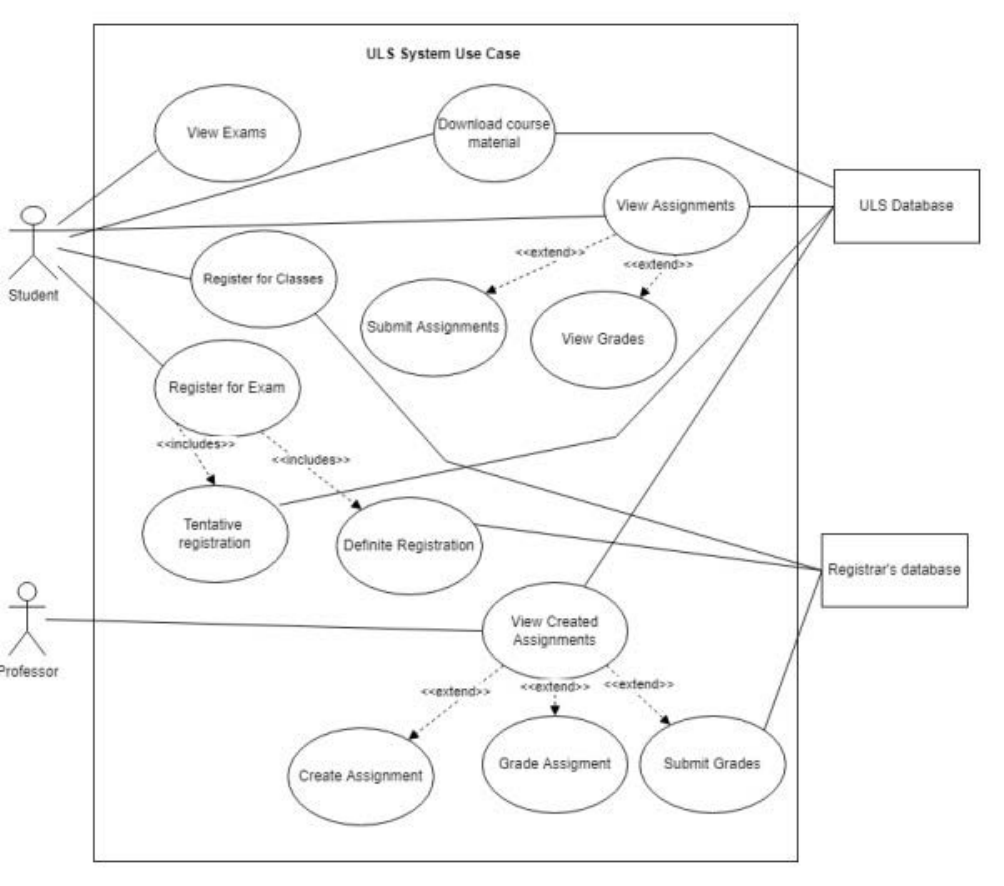 ULS System Use Case
View Exams
Download course
material
View Assignments
ULS Database
<<extend>>
<<extend>>
Student
Register for Classes
Submit Assignments
View Grades
Register for Exam
<<includes>>
<<includes>>
Tentative
registration
Definite Registration
Registrar's database
Professor
View Created
Assignments
<<extend>>
<<extend>>
<<extend>>
Create Assignment
Grade Assigment
Submit Grades